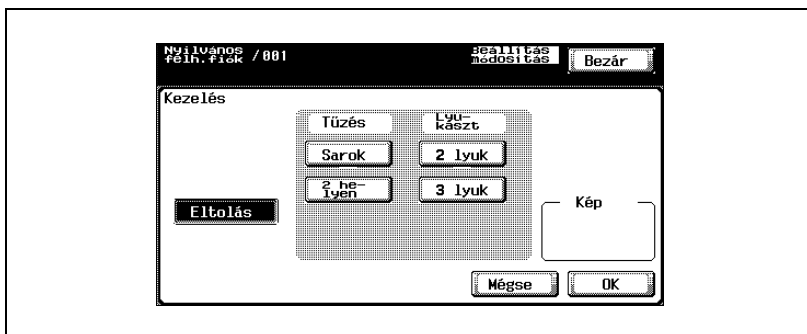 Nyilvános
félh.fiók /001
Beállítás
módosítás
Bezár
Kezelés
Tűzés
Lyu-
kaszt
Sarok
2 lyuk
2 he-
lyen
3 lyuk
Eltolás
Kép
Mégse
OK